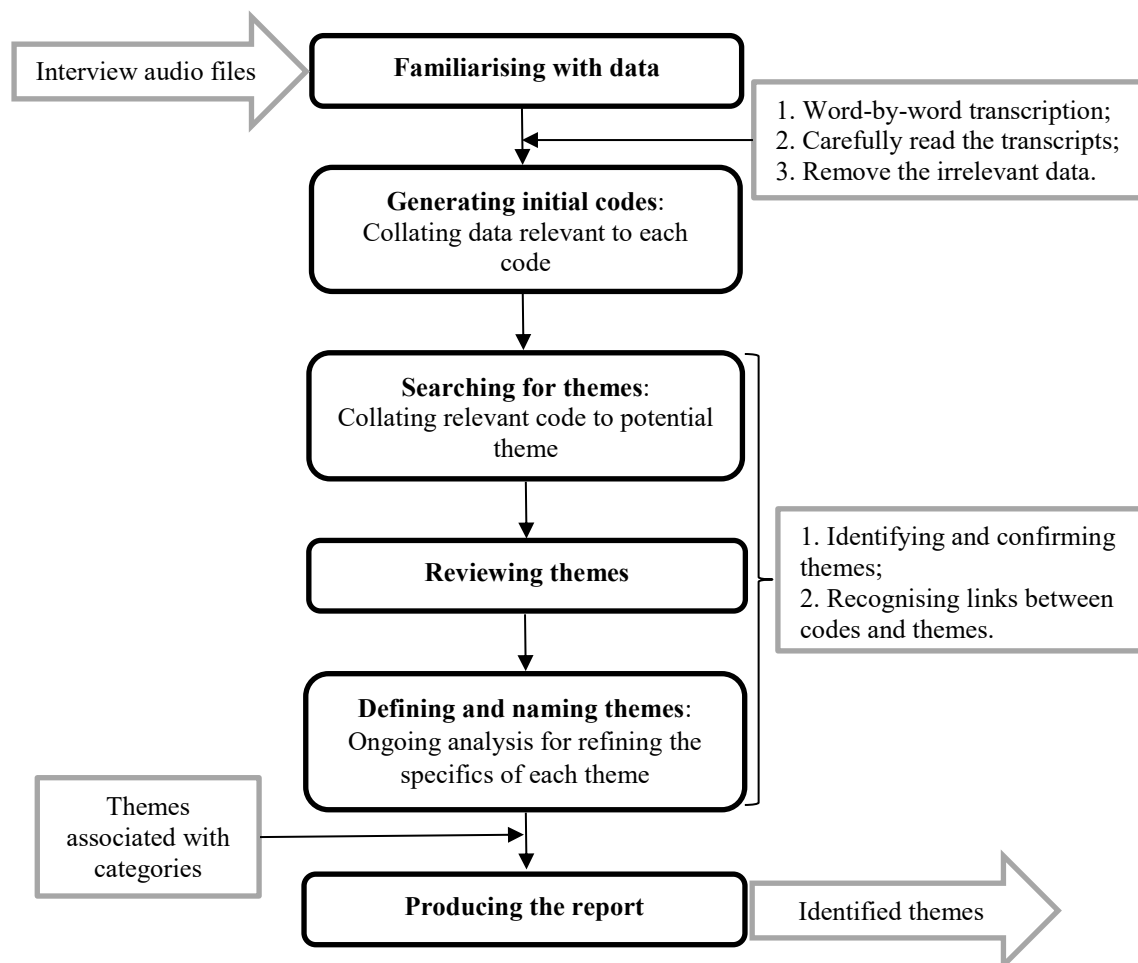 Interview audio files
Familiarising with data
1. Word-by-word transcription;
2. Carefully read the transcripts;
3. Remove the irrelevant data.
Generating initial codes:
Collating data relevant to each
code
Searching for themes:
Collating relevant code to potential
theme
Reviewing themes
1. Identifying and confirming
themes;
2. Recognising links between
codes and themes.
Defining and naming themes:
Ongoing analysis for refining the
specifics of each theme
Themes
associated with
categories
Producing the report
Identified themes